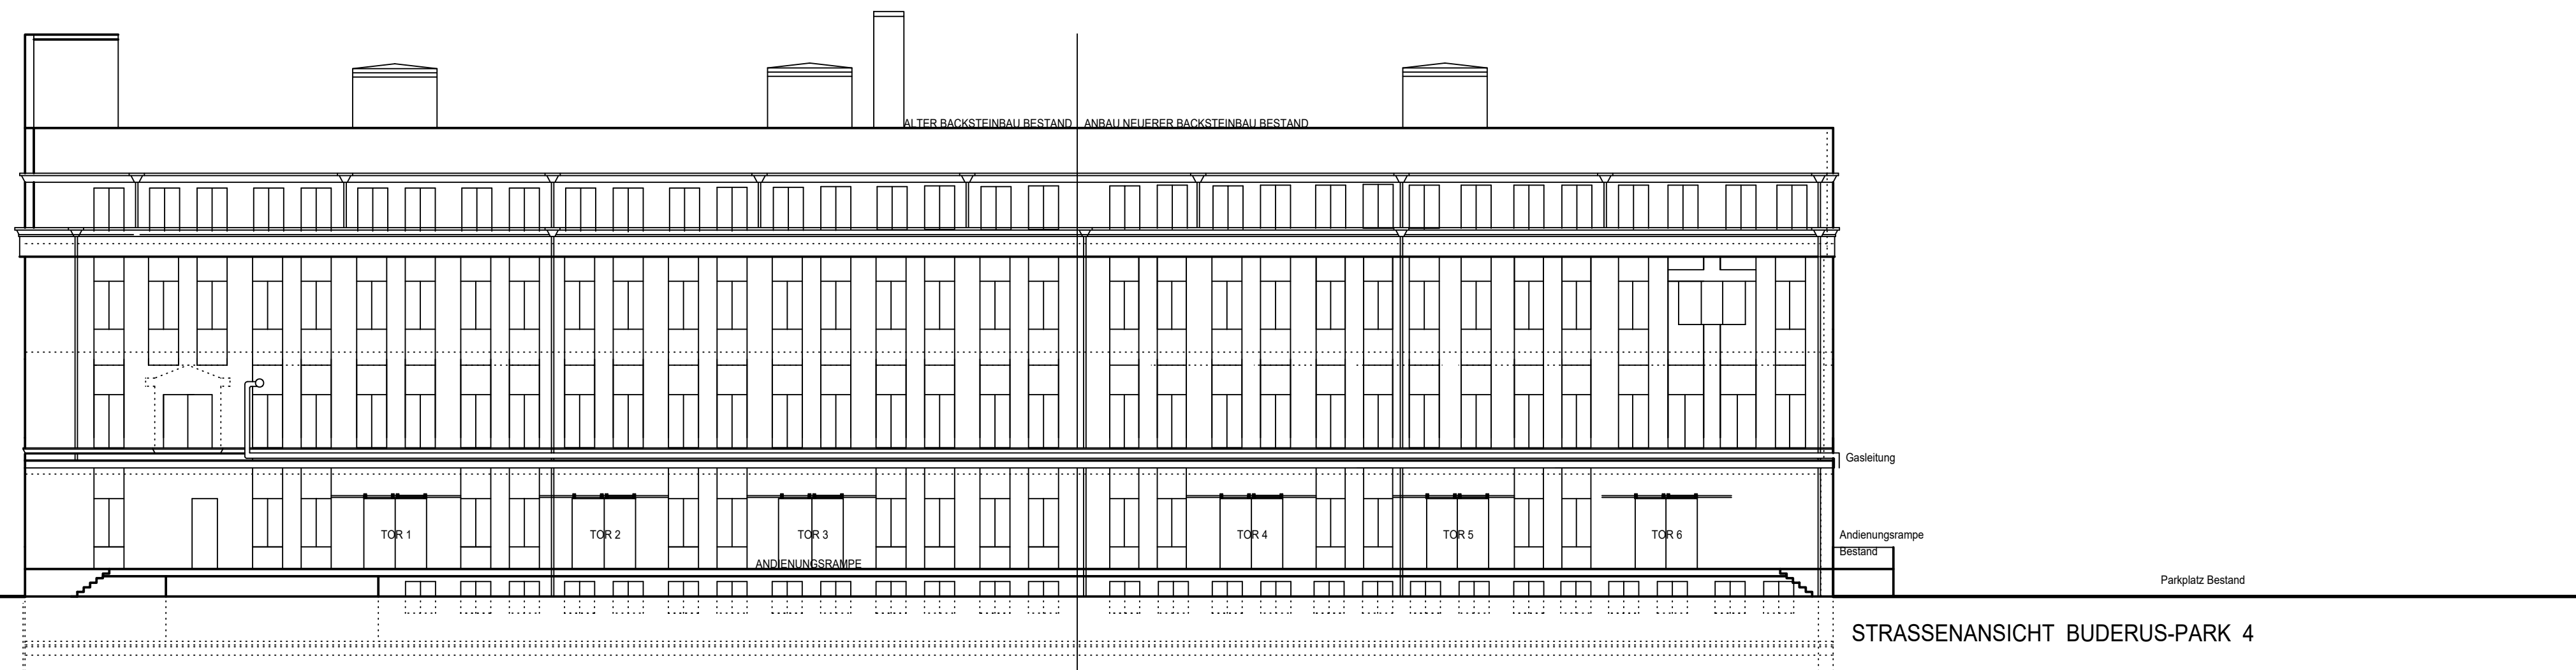 ALTER BACKSTEINBAU BESTAND
ANBAU NEUERER BACKSTEINBAU BESTAND
Gasleitung
TOR 1
TOR 2
TOR 3
TOR 4
TOR 5
TOR 6
Andienungsrampe
Bestand
ANDIENUNGSRAMPE
Parkplatz Bestand
STRASSENANSICHT BUDERUS-PARK 4